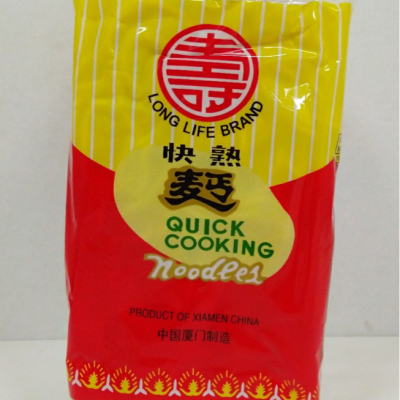 壽
LONG LIFE BRAND
快熟
麵
QUICK
COOKING
Noodles
PRODUCT OF XIAMEN CHINA
中国厦门制造